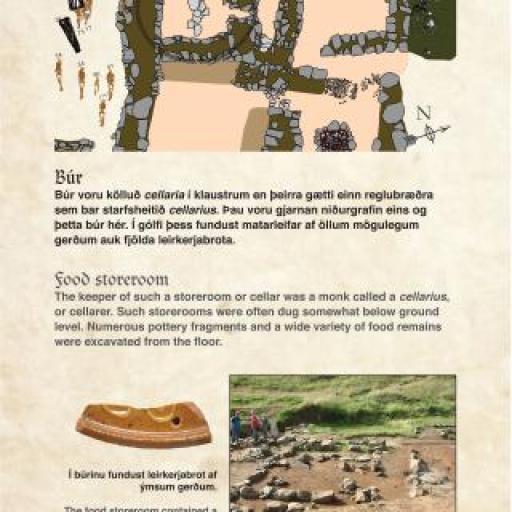 N
Búr
Búr voru kölluð cellaria í klaustrum en þeirra gætti einn reglubræðra
sem bar starfsheitið cellarius. Þau voru gjarnan niðurgrafin eins og
þetta búr hér. Í gólfi þess fundust matarleifar af öllum mögulegum
gerðum auk fjölda leirkerjabrota.
Food storeroom
The keeper of such a storeroom or cellar was a monk called a cellarius,
or cellarer. Such storerooms were often dug somewhat below ground
level. Numerous pottery fragments and a wide variety of food remains
were excavated from the floor.
Í búrinu fundust leirkerjabrot af
ýmsum gerðum.
The food storeroom contained a